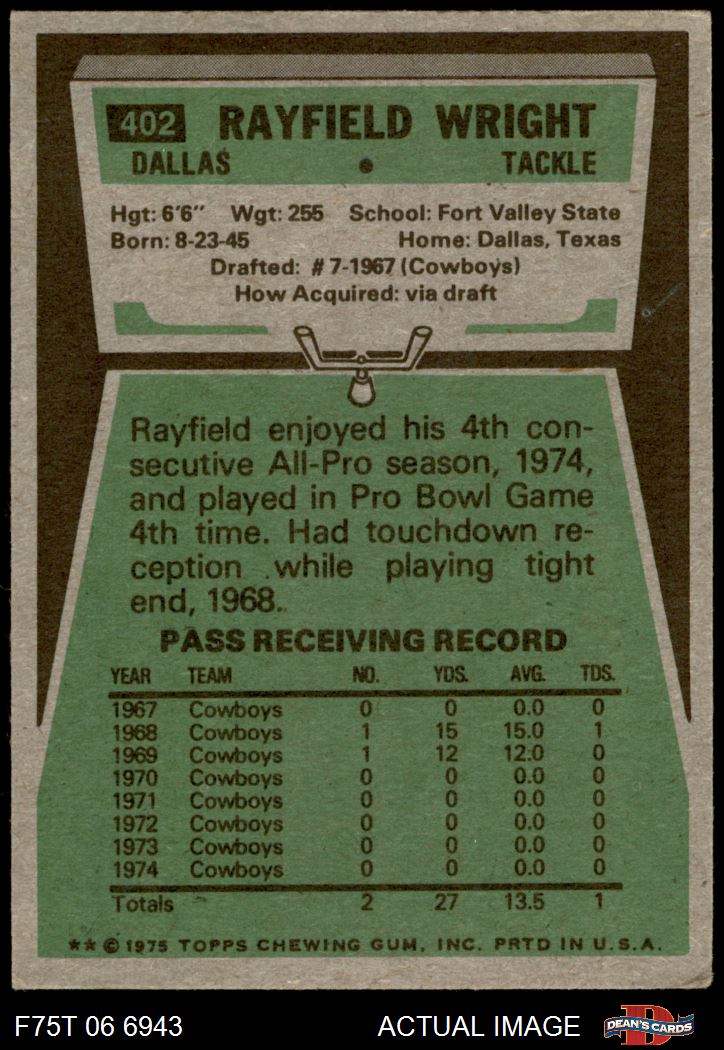 402 RAYFIELD WRIGHT
DALLAS • TACKLE
Hgt: 6'6" Wgt: 255 School: Fort Valley State
Born: 8-23-45 Home: Dallas, Texas
Drafted: #7-1967 (Cowboys)
How Acquired: via draft
Rayfield enjoyed his 4th con-
secutive All-Pro season, 1974,
and played in Pro Bowl Game
4th time. Had touchdown re-
ception while playing tight
end, 1968.
PASS RECEIVING RECORD
YEAR TEAM NO. YDS. AVG. TDS.
1967 Cowboys 0 0 0.0 0
1968 Cowboys 1 15 15.0 1
1969 Cowboys 1 12 12.0 0
1970 Cowboys 0 0 0.0 0
1971 Cowboys 0 0 0.0 0
1972 Cowboys 0 0 0.0 0
1973 Cowboys 0 0 0.0 0
1974 Cowboys 0 0 0.0 0
Totals 2 27 13.5 1
** © 1975 TOPPS CHEWING GUM, INC. PRTD IN U.S.A.
F75T 06 6943 ACTUAL IMAGE D DEAN'S CARDS